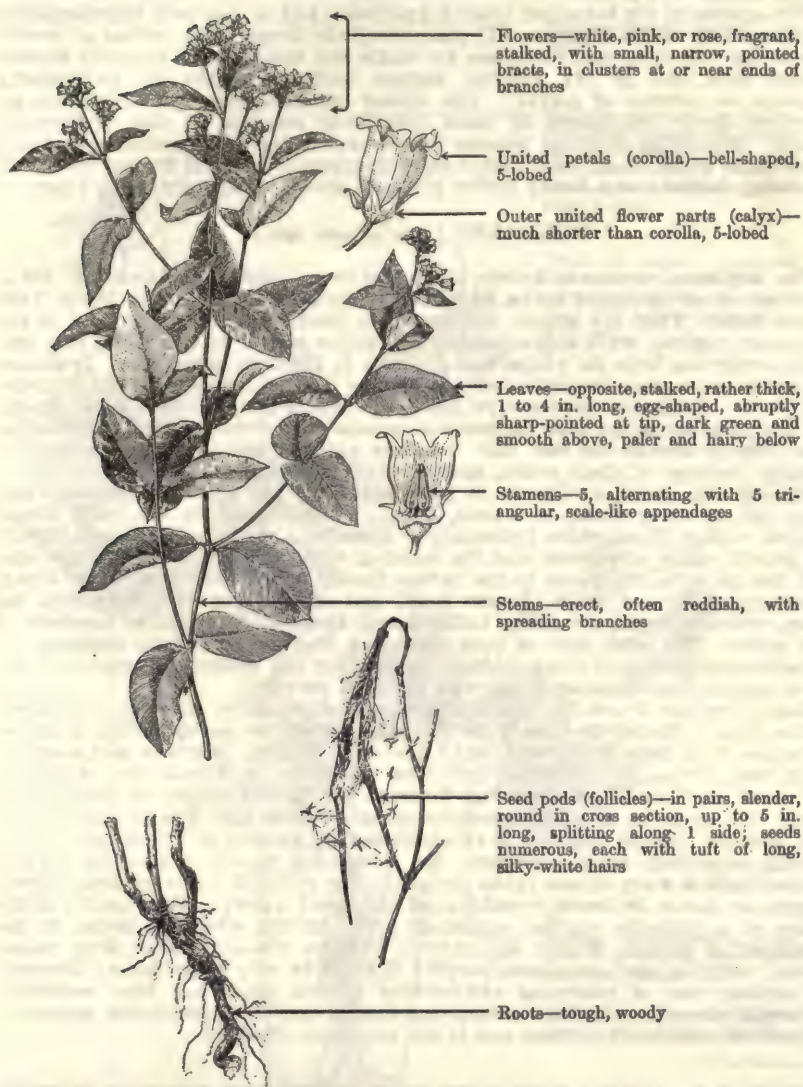 Flowers—white, pink, or rose, fragrant,
stalked, with small, narrow, pointed
bracts, in clusters at or near ends of
branches
United petals (corolla)—bell-shaped,
5-lobed
Outer united flower parts (calyx)—
much shorter than corolla, 5-lobed
Leaves—opposite, stalked, rather thick,
1 to 4 in. long, egg-shaped, abruptly
sharp-pointed at tip, dark green and
smooth above, paler and hairy below
Stamens—5, alternating with 5 tri-
angular, scale-like appendages
Stems—erect, often reddish, with
spreading branches
Seed pods (follicles)—in pairs, slender,
round in cross section, up to 5 in.
long, splitting along 1 side; seeds
numerous, each with tuft of long,
silky-white hairs
Roots—tough, woody